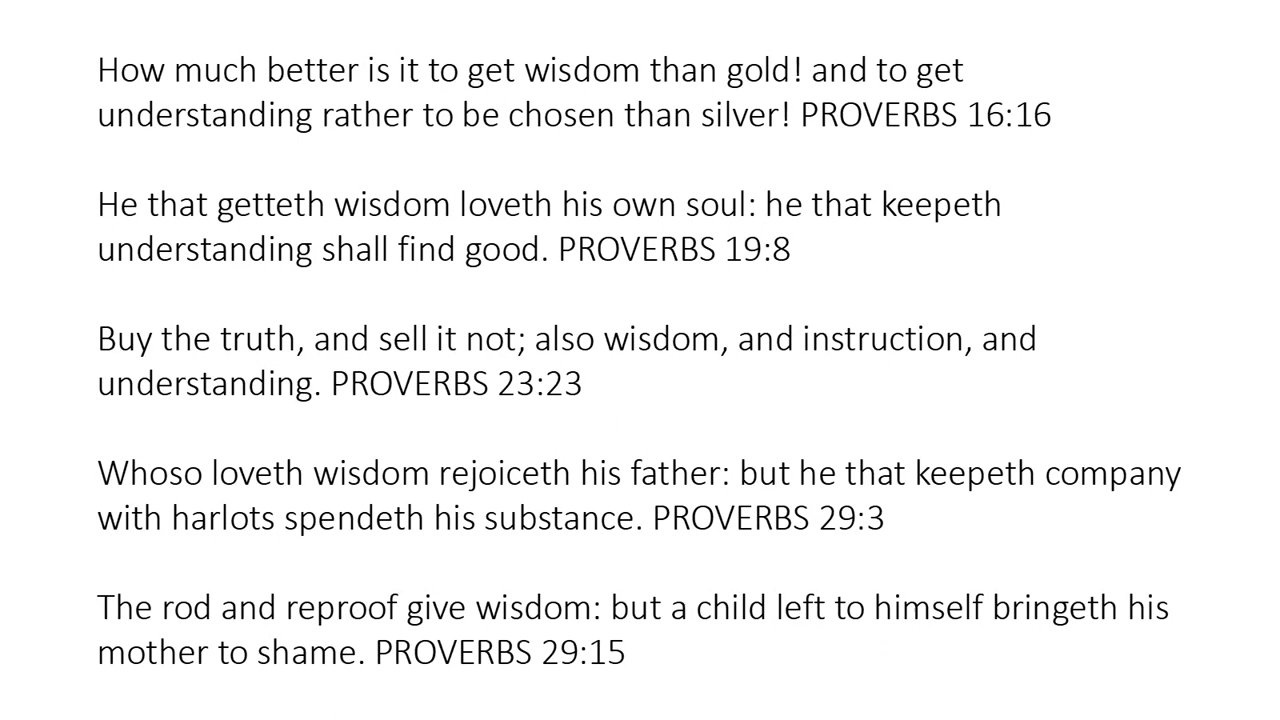 How much better is it to get wisdom than gold! and to get
understanding rather to be chosen than silver! PROVERBS 16:16
He that getteth wisdom loveth his own soul: he that keepeth
understanding shall find good. PROVERBS 19:8
Buy the truth, and sell it not; also wisdom, and instruction, and
understanding. PROVERBS 23:23
Whoso loveth wisdom rejoiceth his father: but he that keepeth company
with harlots spendeth his substance. PROVERBS 29:3
The rod and reproof give wisdom: but a child left to himself bringeth his
mother to shame. PROVERBS 29:15